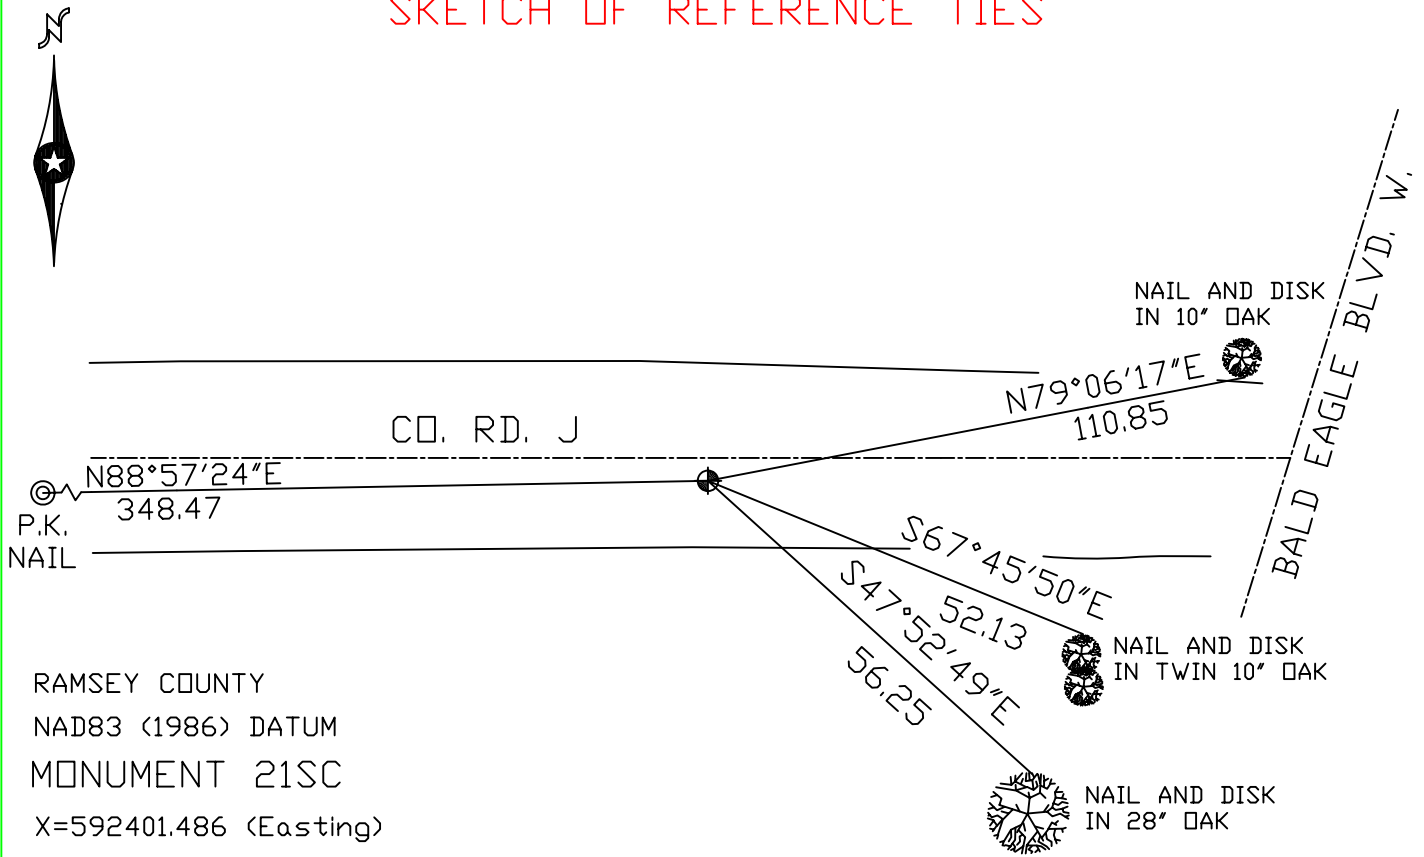 SKETCH OF REFERENCE TIES
N
NAIL AND DISK
IN 10" OAK
BALD EAGLE BLVD. W.
N79°06'17"E
110.85
CO. RD. J
N88°57'24"E
348.47
P.K.
NAIL
S67°45'50"E
52.13
S47°52'49"E
56.25
NAIL AND DISK
IN TWIN 10" OAK
NAIL AND DISK
IN 28" OAK
RAMSEY COUNTY
NAD83 (1986) DATUM
MONUMENT 21SC
X=592401.486 (Easting)